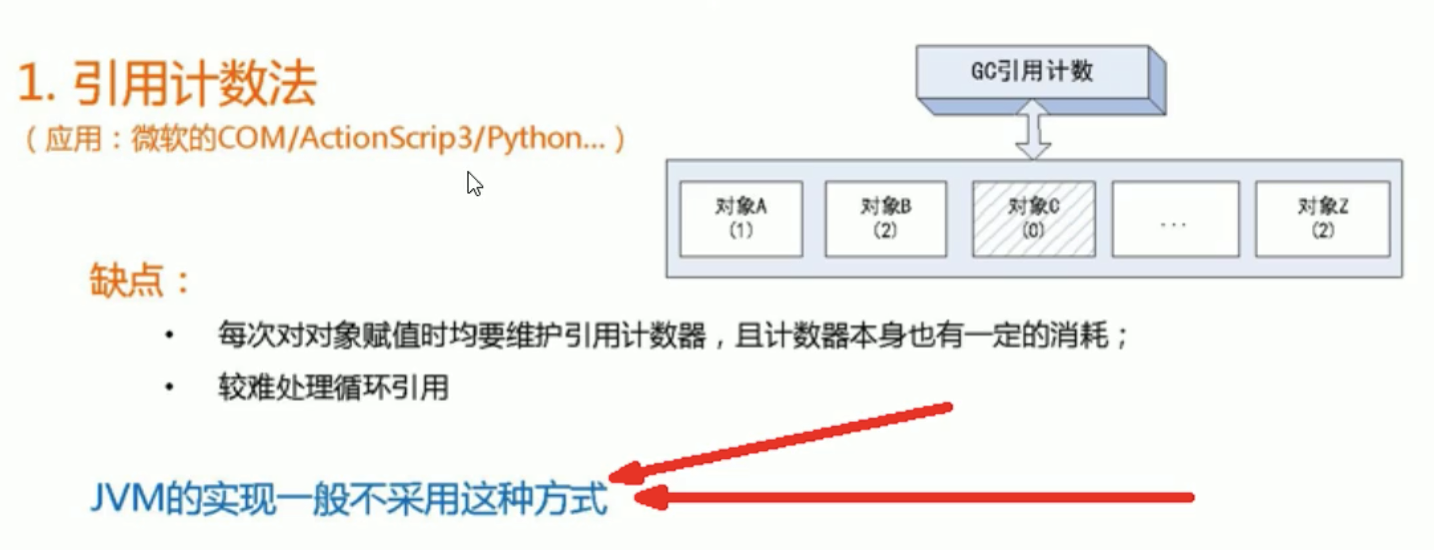 1. 引用计数法
（应用：微软的COM/ActionScrip3/Python...）
GC引用计数
对象A
(1)
对象B
(2)
对象C
(0)
...
对象Z
(2)
缺点：
• 每次对对象赋值时均要维护引用计数器，且计数器本身也有一定的消耗；
• 较难处理循环引用
JVM的实现一般不采用这种方式